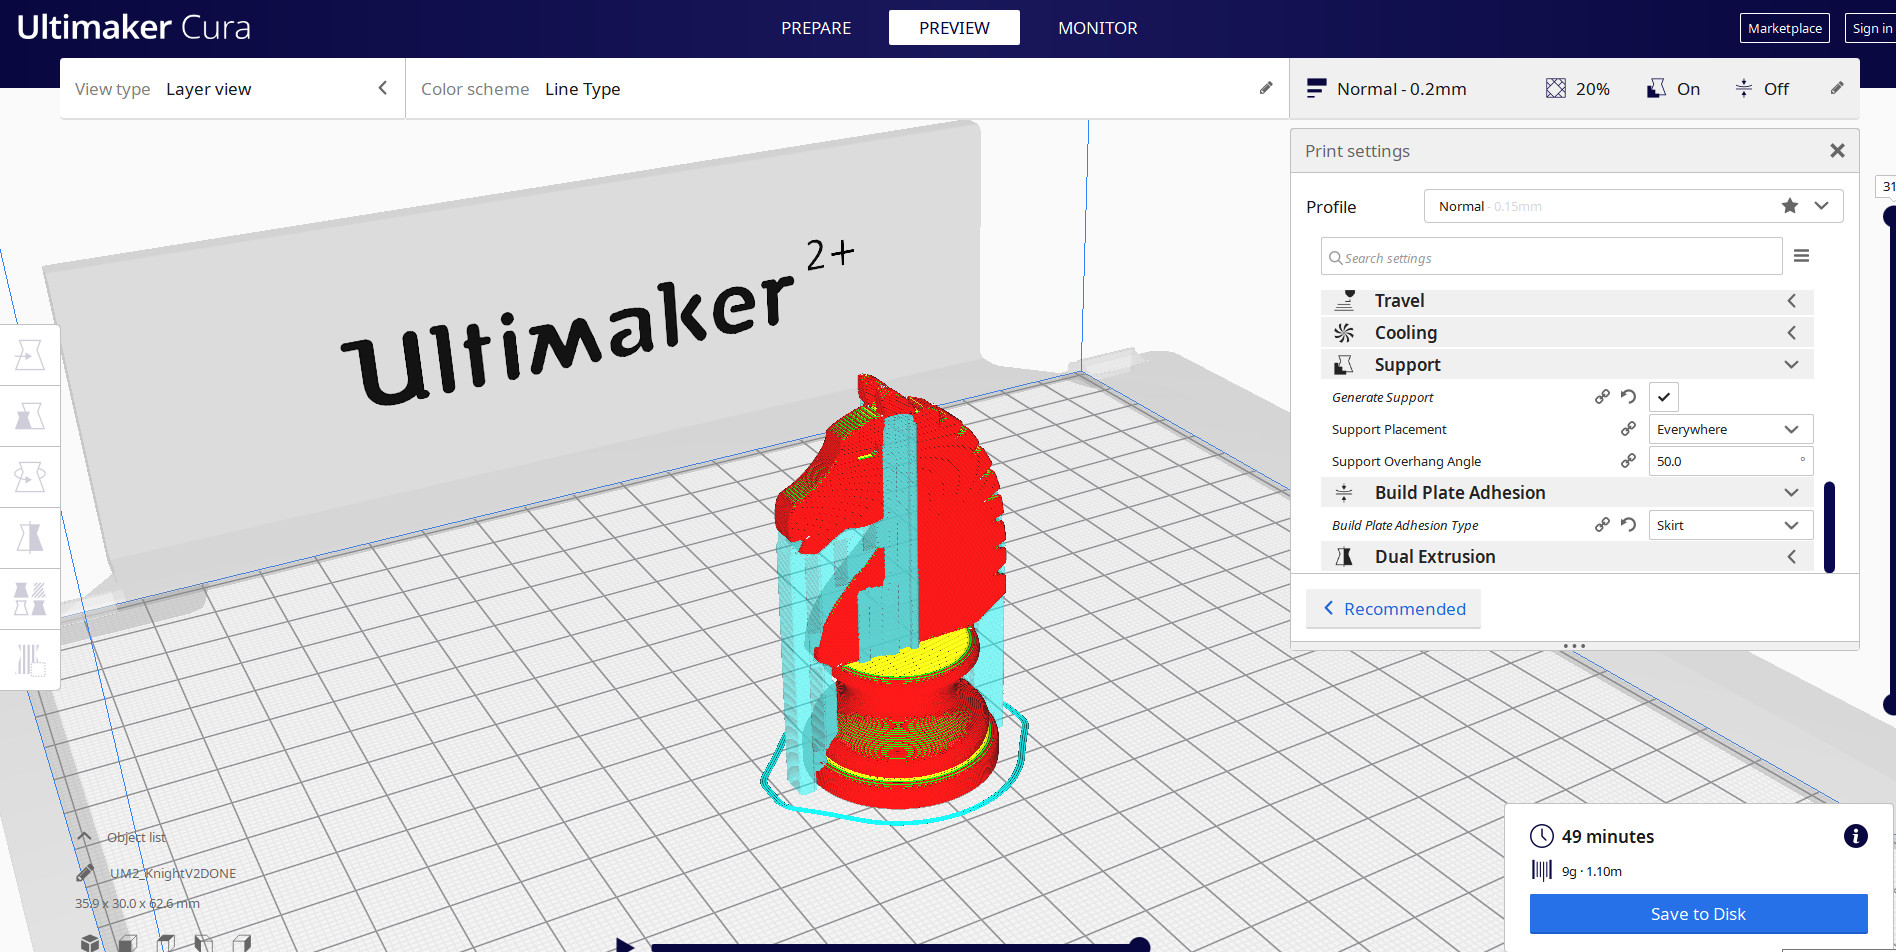 Ultimaker Cura
PREPARE
PREVIEW
MONITOR
Marketplace
Sign in
View type Layer view
Color scheme Line Type
Normal - 0.2mm
20%
On
Off
Print settings
Profile
Normal - 0.15mm
Search settings
Travel
Cooling
Support
Generate Support
Support Placement
Everywhere
Support Overhang Angle
50.0 °
Build Plate Adhesion
Build Plate Adhesion Type
Skirt
Dual Extrusion
Recommended
31
Ultimaker 2+
Object list
UM2_KnightV2DONE
35.9 x 30.0 x 62.6 mm
49 minutes
9g · 1.10m
Save to Disk